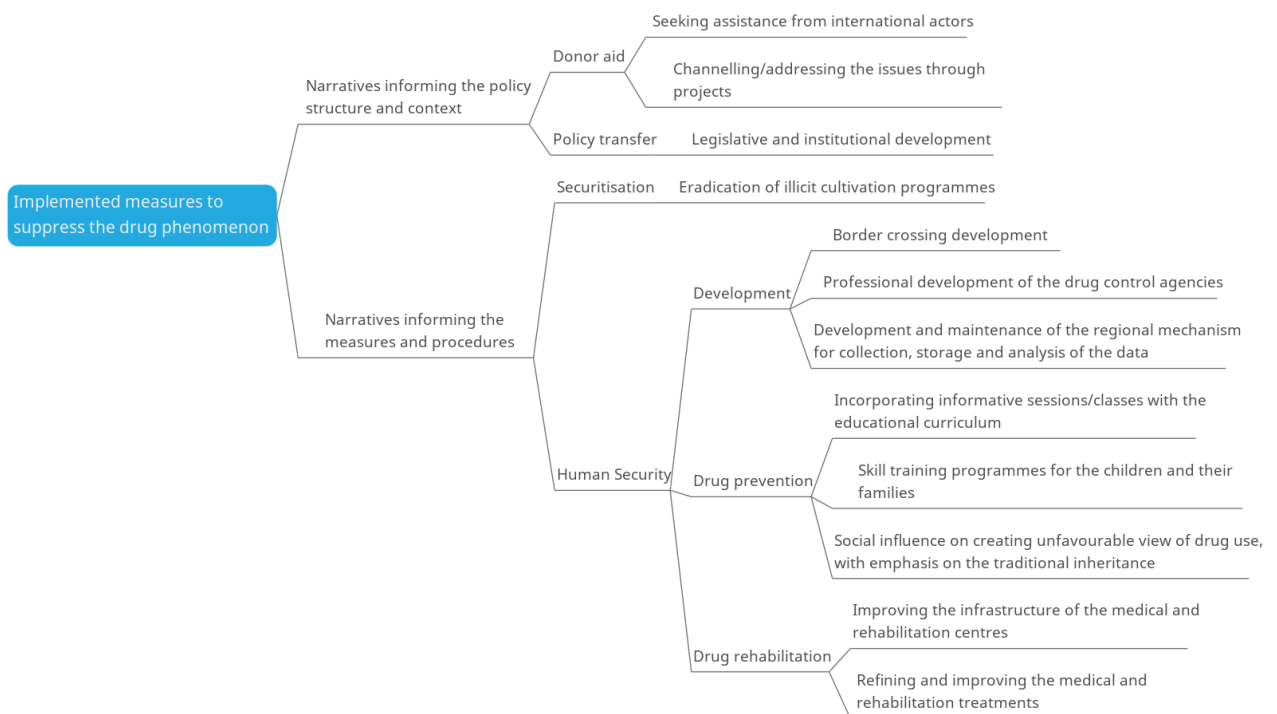 Implemented measures to
suppress the drug phenomenon
Narratives informing the policy
structure and context
Donor aid
Seeking assistance from international actors
Channelling/addressing the issues through
projects
Policy transfer
Legislative and institutional development
Narratives informing the
measures and procedures
Securitisation
Eradication of illicit cultivation programmes
Human Security
Development
Border crossing development
Professional development of the drug control agencies
Development and maintenance of the regional mechanism
for collection, storage and analysis of the data
Drug prevention
Incorporating informative sessions/classes with the
educational curriculum
Skill training programmes for the children and their
families
Social influence on creating unfavourable view of drug use,
with emphasis on the traditional inheritance
Drug rehabilitation
Improving the infrastructure of the medical and
rehabilitation centres
Refining and improving the medical and
rehabilitation treatments